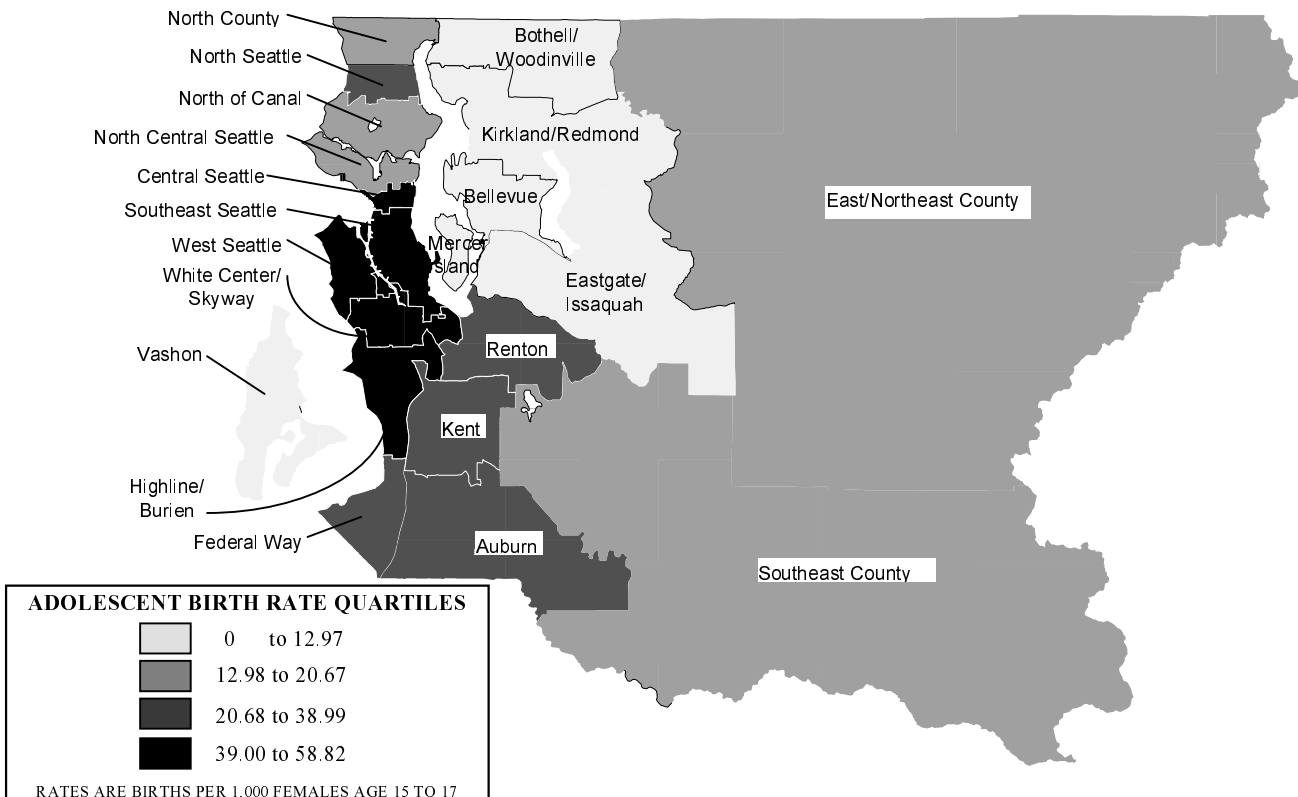 North County
Bothell/
Woodinville
North Seattle
North of Canal
Kirkland/Redmond
North Central Seattle
Central Seattle
Bellevue
East/Northeast County
Southeast Seattle
West Seattle
Mercer
Island
White Center/
Skyway
Eastgate/
Issaquah
Vashon
Renton
Kent
Highline/
Burien
Federal Way
Auburn
Southeast County
ADOLESCENT BIRTH RATE QUARTILES
0 to 12.97
12.98 to 20.67
20.68 to 38.99
39.00 to 58.82
RATES ARE BIRTHS PER 1,000 FEMALES AGE 15 TO 17